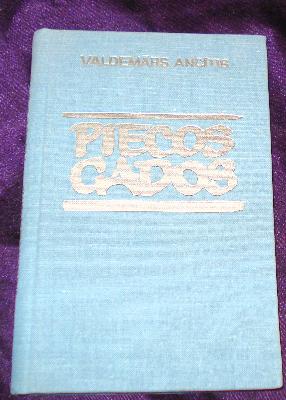 VALDEMĀRS ANCĪTIS
PIECOS
GADOS